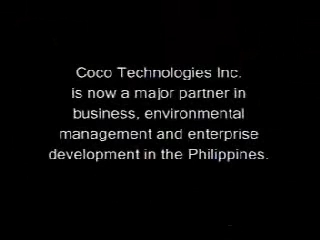 Coco Technologies Inc.
is now a major partner in
business, environmental
management and enterprise
development in the Philippines.